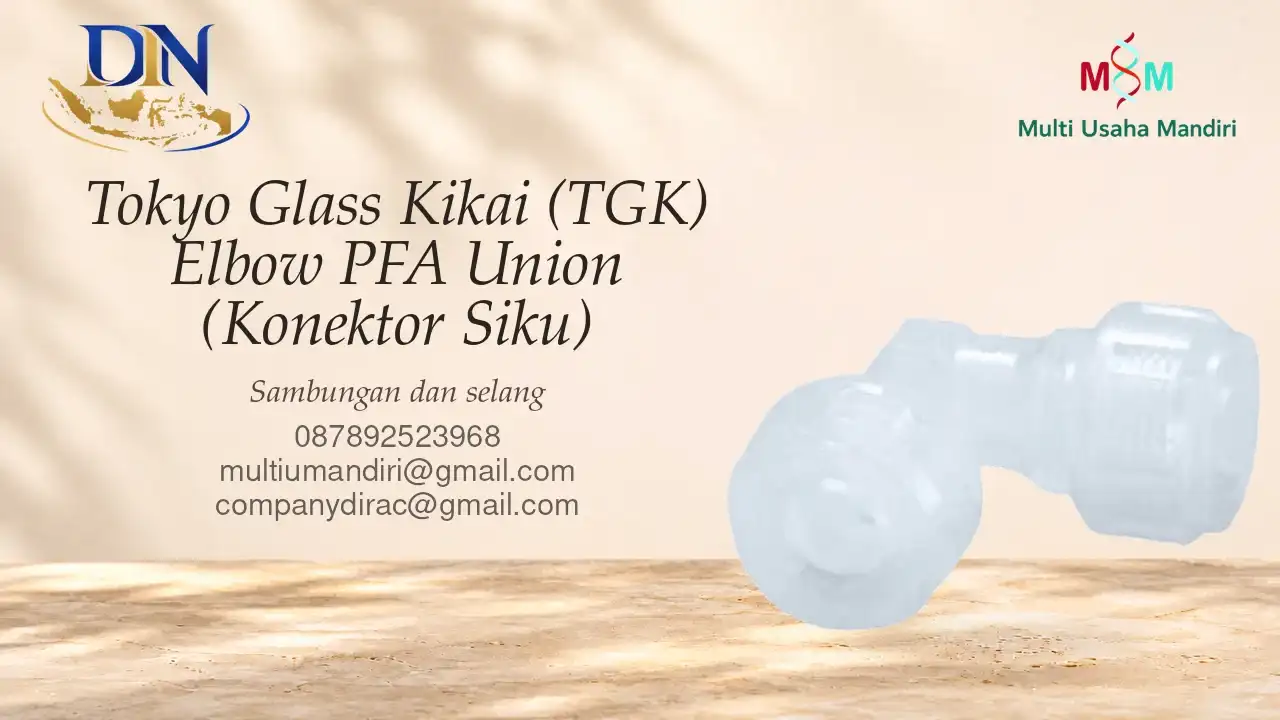 DIN
MSM
Multi Usaha Mandiri
Tokyo Glass Kikai (TGK)
Elbow PFA Union
(Konektor Siku)
Sambungan dan selang
087892523968
multiumandiri@gmail.com
companydirac@gmail.com